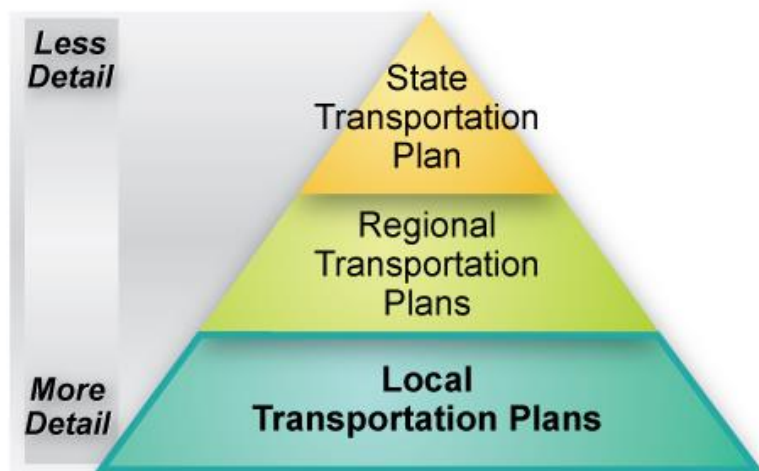 Less
Detail
State
Transportation
Plan
Regional
Transportation
Plans
More
Detail
Local
Transportation Plans